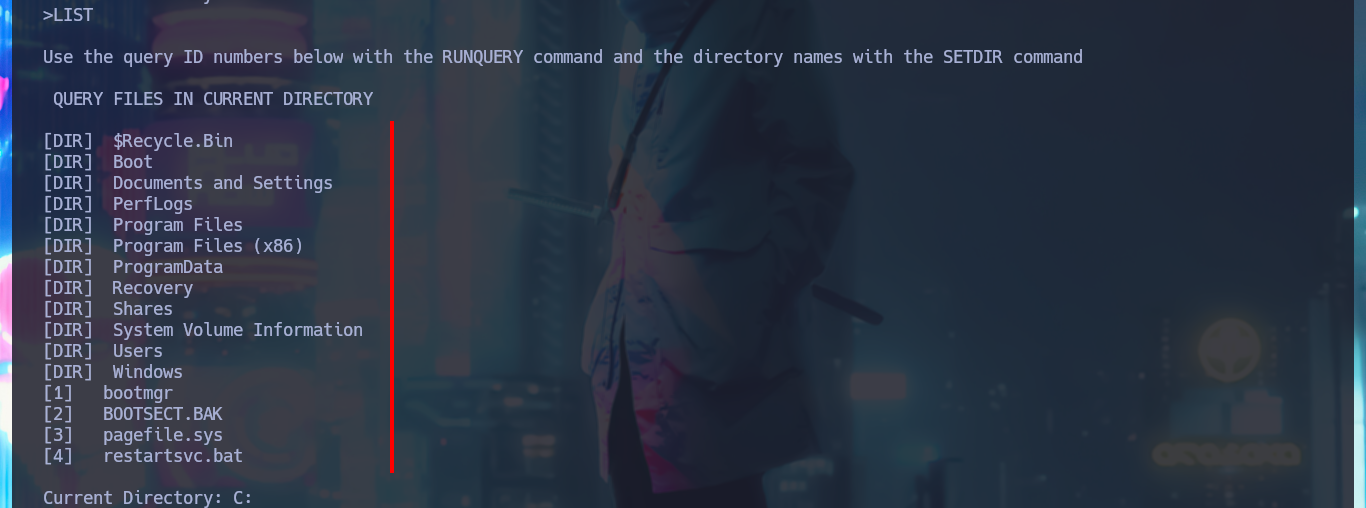 >LIST
Use the query ID numbers below with the RUNQUERY command and the directory names with the SETDIR command
QUERY FILES IN CURRENT DIRECTORY
[DIR]  $Recycle.Bin
[DIR]  Boot
[DIR]  Documents and Settings
[DIR]  PerfLogs
[DIR]  Program Files
[DIR]  Program Files (x86)
[DIR]  ProgramData
[DIR]  Recovery
[DIR]  Shares
[DIR]  System Volume Information
[DIR]  Users
[DIR]  Windows
[1]   bootmgr
[2]   BOOTSECT.BAK
[3]   pagefile.sys
[4]   restartsvc.bat
Current Directory: C: